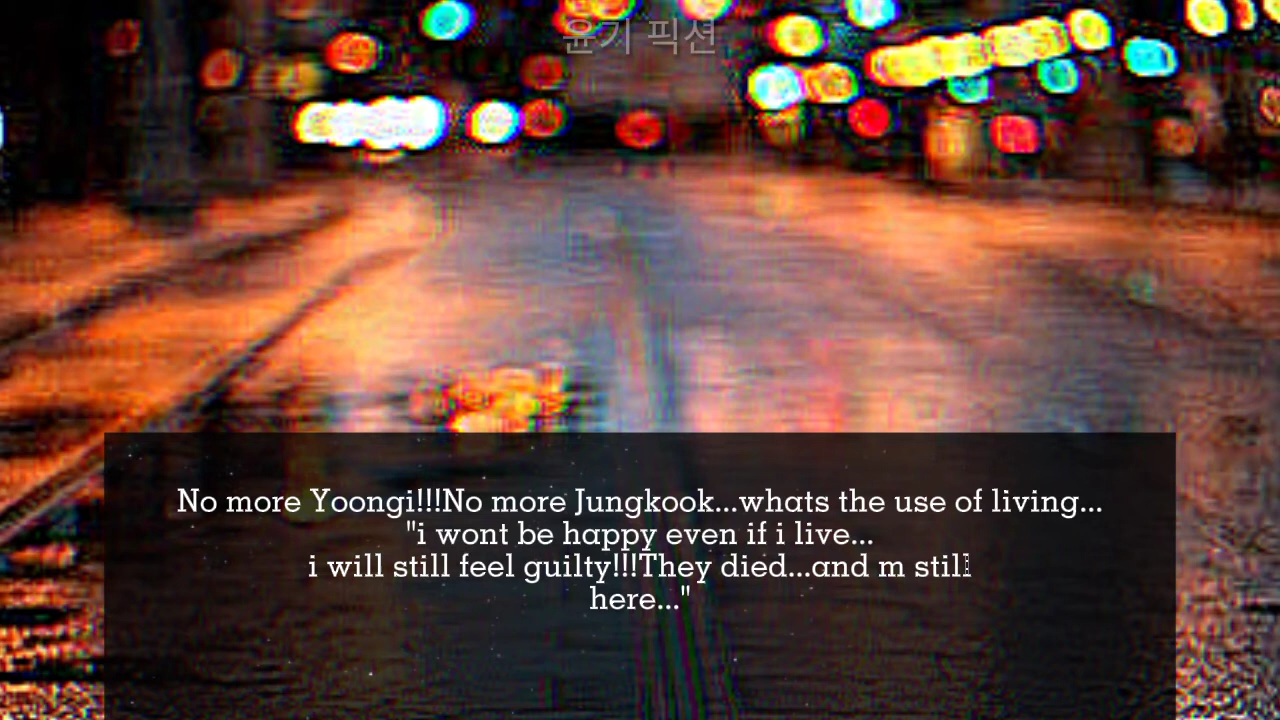 윤기 픽션
No more Yoongi!!!No more Jungkook...whats the use of living...
"i wont be happy even if i live...
i will still feel guilty!!!They died...and m still
here..."